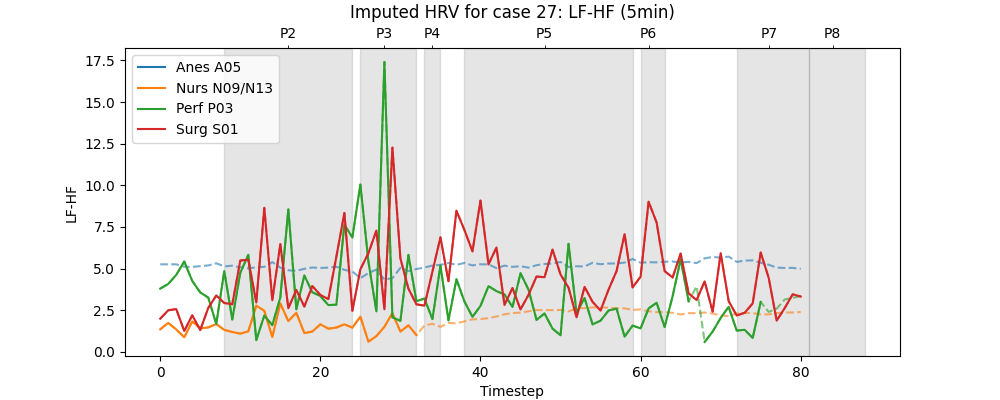 Imputed HRV for case 27: LF-HF (5min)
P2 P3 P4 P5 P6 P7 P8
17.5
15.0
12.5
10.0
7.5
5.0
2.5
0.0
LF-HF
Anes A05
Nurs N09/N13
Perf P03
Surg S01
0 20 40 60 80
Timestep